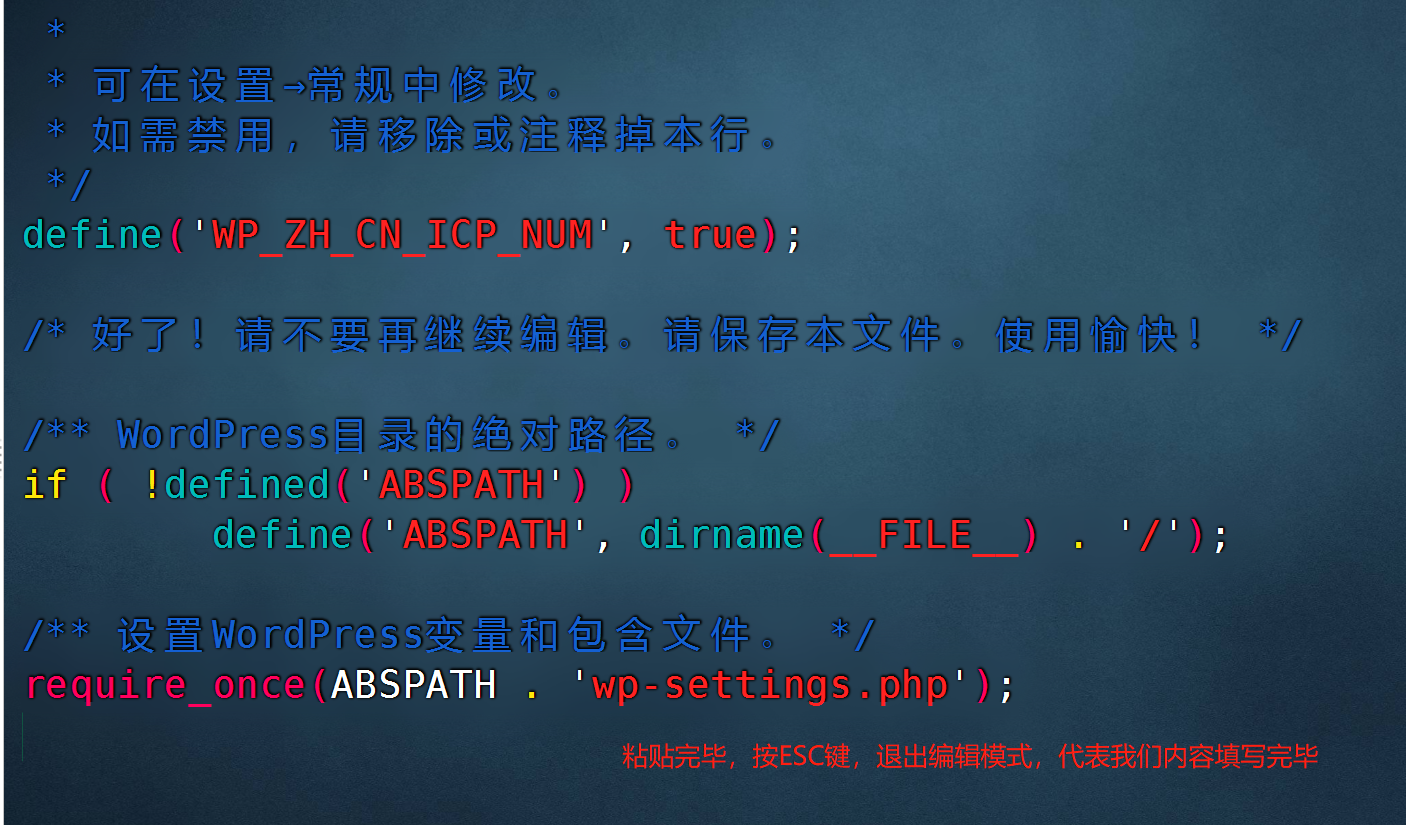 *
* 可在设置→常规中修改。
* 如需禁用，请移除或注释掉本行。
*/
define('WP_ZH_CN_ICP_NUM', true);
/* 好了！请不要再继续编辑。请保存本文件。使用愉快！ */
/** WordPress目录的绝对路径。 */
if ( !defined('ABSPATH') )
define('ABSPATH', dirname(__FILE__) . '/');
/** 设置WordPress变量和包含文件。 */
require_once(ABSPATH . 'wp-settings.php');
粘贴完毕，按ESC键，退出编辑模式，代表我们内容填写完毕